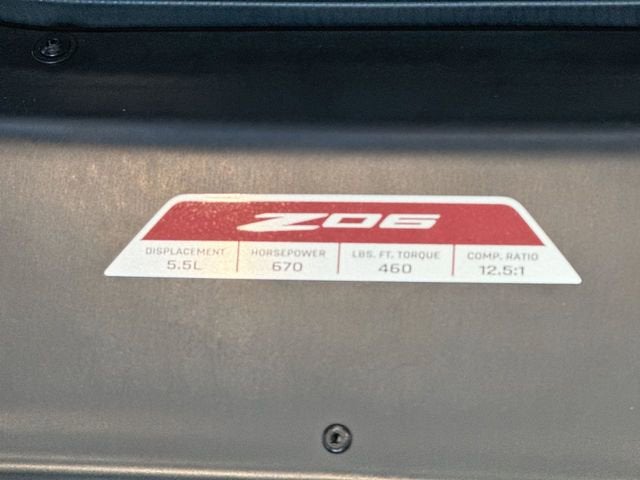 Z06
DISPLACEMENT HORSEPOWER LBS. FT. TORQUE COMP. RATIO
5.5L 670 460 12.5:1